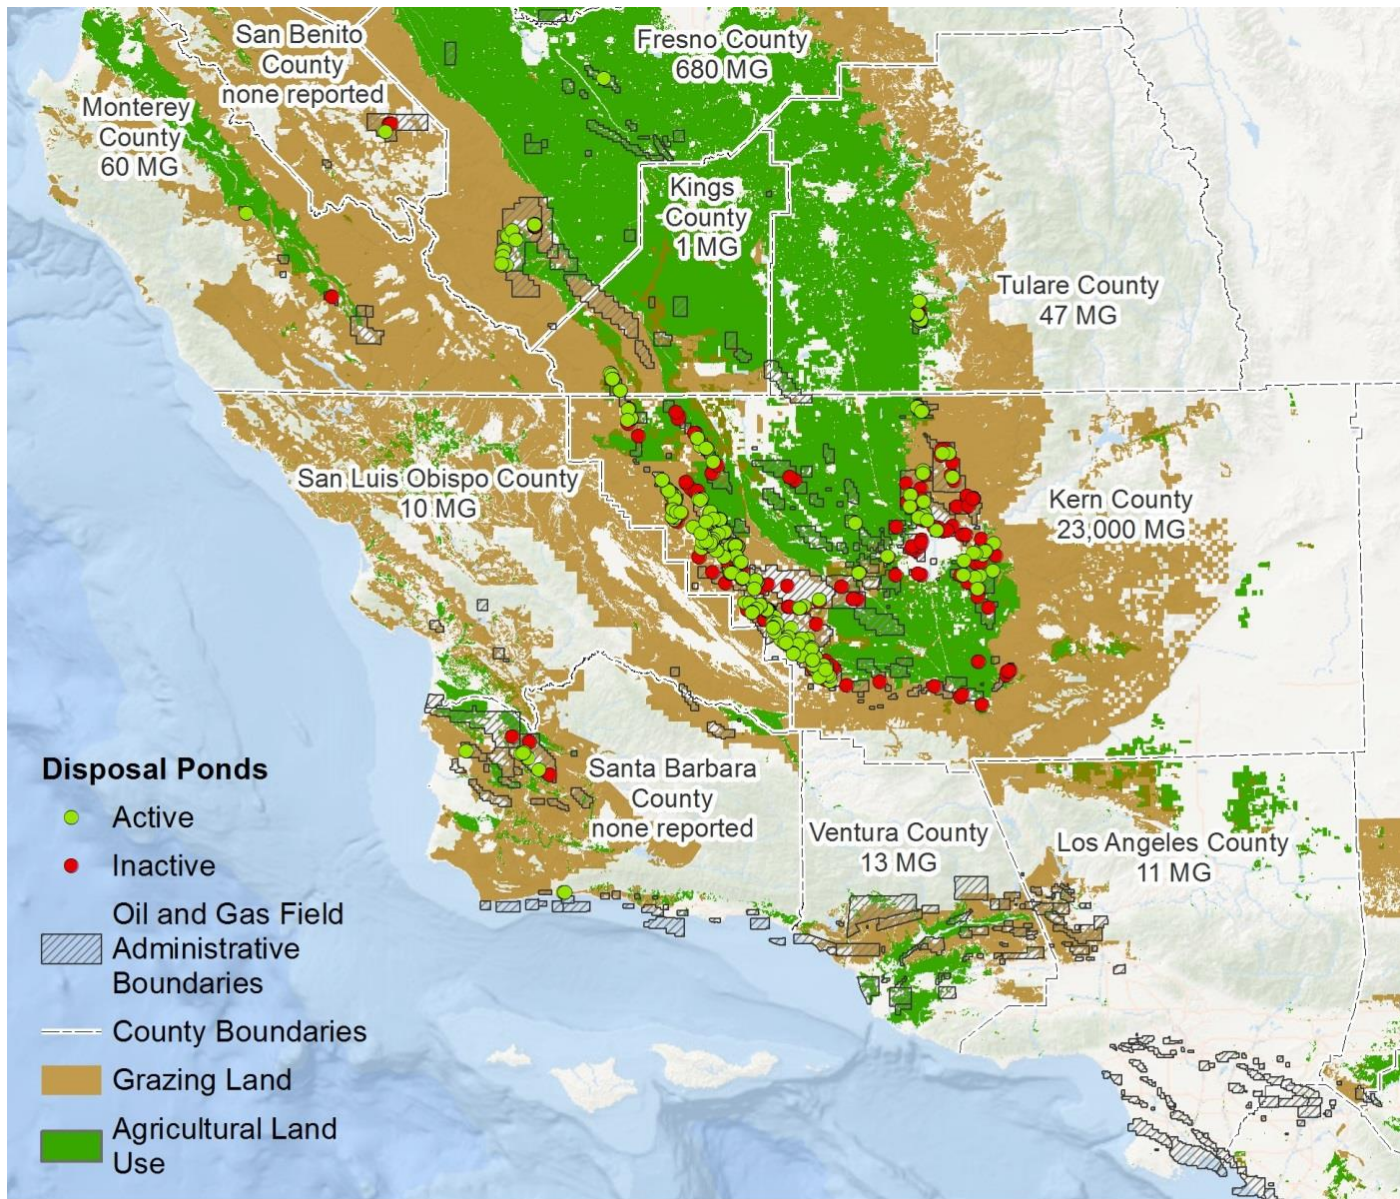 San Benito
County
none reported
Fresno County
680 MG
Monterey
County
60 MG
Kings
County
1 MG
Tulare County
47 MG
San Luis Obispo County
10 MG
Kern County
23,000 MG
Santa Barbara
County
none reported
Ventura County
13 MG
Los Angeles County
11 MG
Disposal Ponds
Active
Inactive
Oil and Gas Field
Administrative
Boundaries
County Boundaries
Grazing Land
Agricultural Land
Use